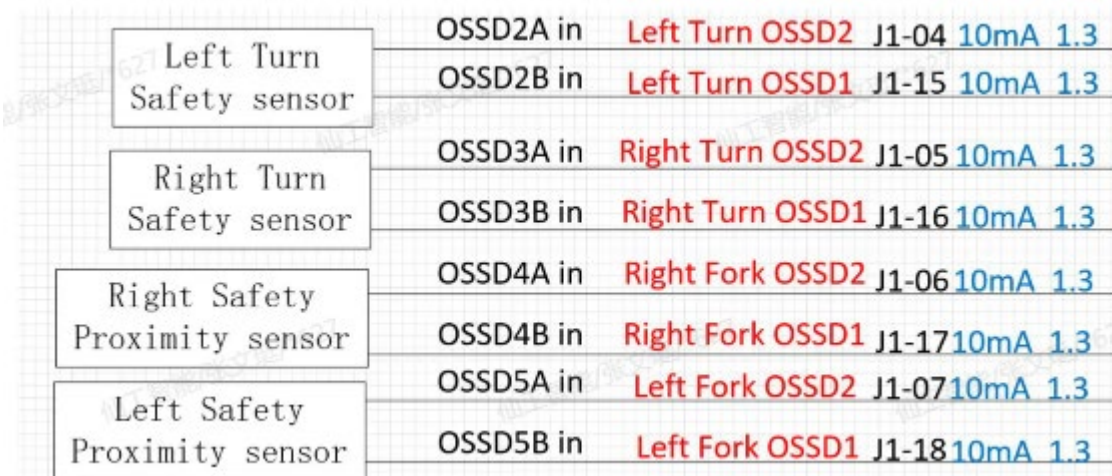 Left Turn
Safety sensor
OSSD2A in Left Turn OSSD2 J1-04 10mA 1.3
OSSD2B in Left Turn OSSD1 J1-15 10mA 1.3
Right Turn
Safety sensor
OSSD3A in Right Turn OSSD2 J1-05 10mA 1.3
OSSD3B in Right Turn OSSD1 J1-16 10mA 1.3
Right Safety
Proximity sensor
OSSD4A in Right Fork OSSD2 J1-06 10mA 1.3
OSSD4B in Right Fork OSSD1 J1-17 10mA 1.3
Left Safety
Proximity sensor
OSSD5A in Left Fork OSSD2 J1-07 10mA 1.3
OSSD5B in Left Fork OSSD1 J1-18 10mA 1.3